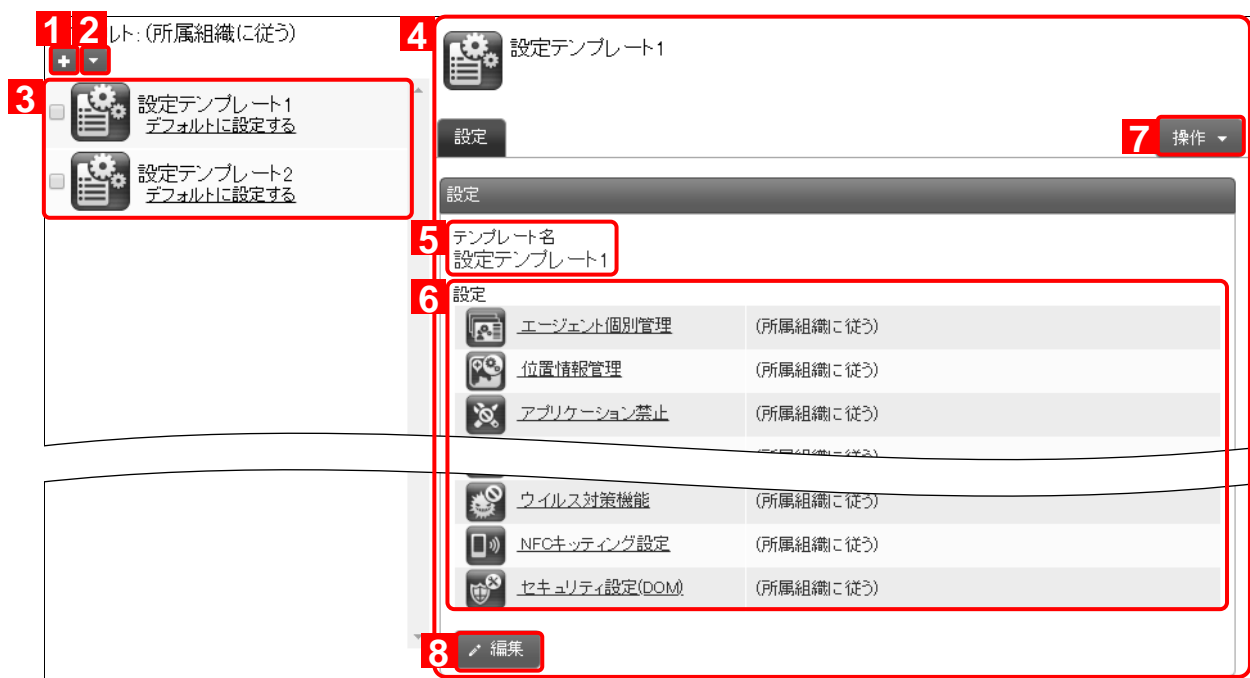 1
2
ルト: (所属組織に従う)
3
設定テンプレート1
デフォルトに設定する
設定テンプレート2
デフォルトに設定する
4
設定テンプレート1
設定
7
操作
設定
5
テンプレート名
設定テンプレート1
6
設定
エージェント個別管理 (所属組織に従う)
位置情報管理 (所属組織に従う)
アプリケーション禁止 (所属組織に従う)
(所属組織に従う)
ウイルス対策機能 (所属組織に従う)
NFCキッティング設定 (所属組織に従う)
セキュリティ設定(DOM) (所属組織に従う)
8
編集